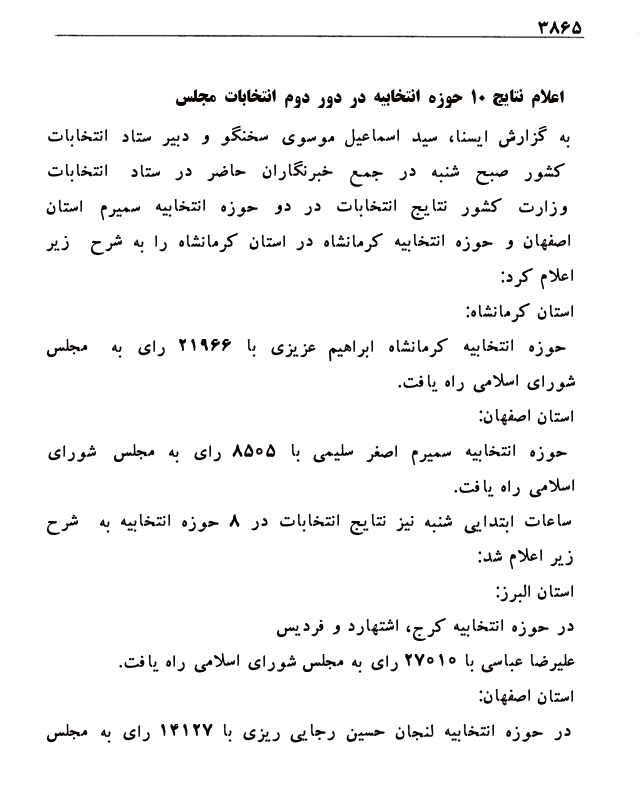 ۳۸۶۵
اعلام نتایج ۱۰ حوزه انتخابیه در دور دوم انتخابات مجلس
به گزارش ایسنا، سید اسماعیل موسوی سخنگو و دبیر ستاد انتخابات
کشور صبح شنبه در جمع خبرنگاران حاضر در ستاد انتخابات
وزارت کشور نتایج انتخابات در دو حوزه انتخابیه سمیرم استان
اصفهان و حوزه انتخابیه کرمانشاه در استان کرمانشاه را به شرح زیر
اعلام کرد:
استان کرمانشاه:
حوزه انتخابیه کرمانشاه ابراهیم عزیزی با ۲۱۹۶۶ رای به مجلس
شورای اسلامی راه یافت.
استان اصفهان:
حوزه انتخابیه سمیرم اصغر سلیمی با ۸۵۰۵ رای به مجلس شورای
اسلامی راه یافت.
ساعات ابتدایی شنبه نیز نتایج انتخابات در ۸ حوزه انتخابیه به شرح
زیر اعلام شد:
استان البرز:
در حوزه انتخابیه کرج، اشتهارد و فردیس
علیرضا عباسی با ۲۷۰۱۰ رای به مجلس شورای اسلامی راه یافت.
استان اصفهان:
در حوزه انتخابیه لنجان حسین رجایی ریزی با ۱۴۱۲۷ رای به مجلس